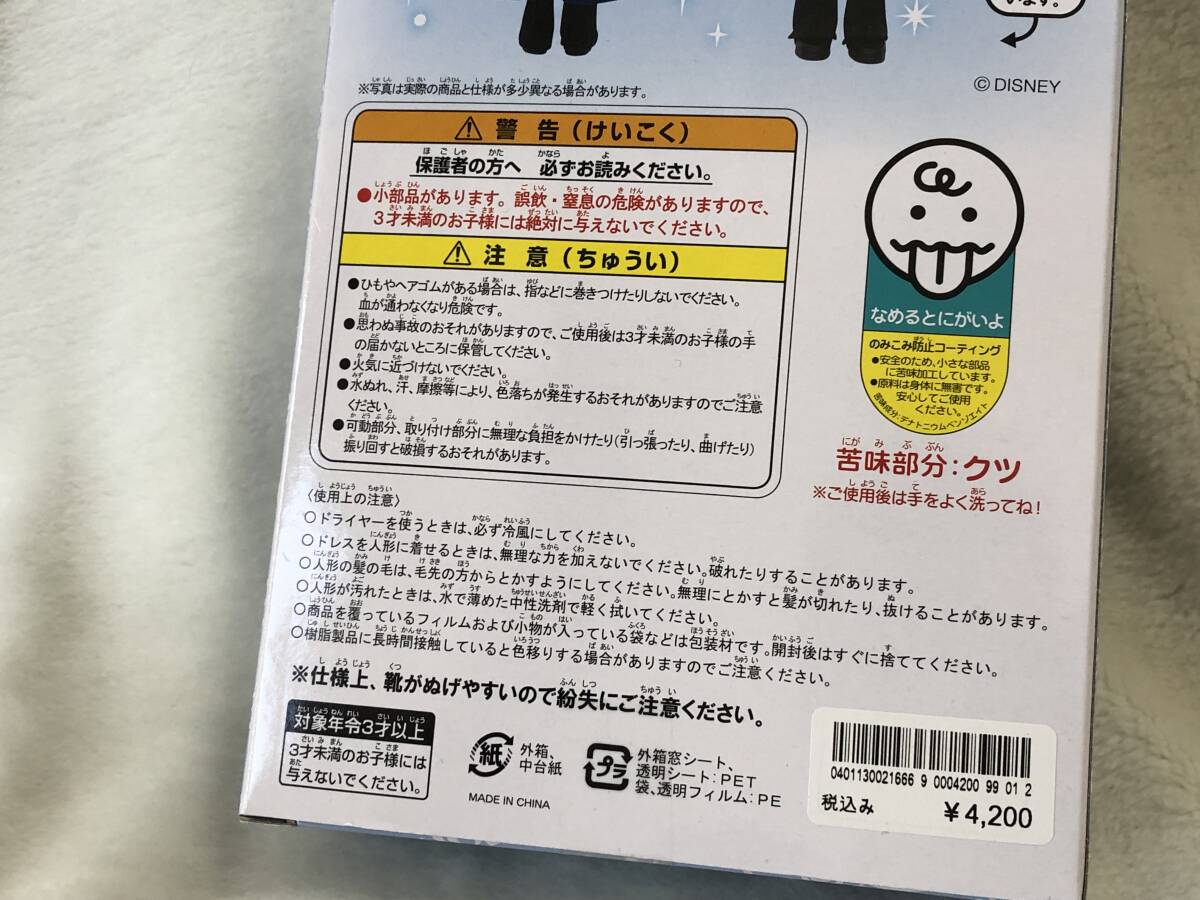 います。
※写真は実際の商品と仕様が多少異なる場合があります。
© DISNEY
⚠ 警告(けいこく)
保護者の方へ 必ずお読みください。
●小部品があります。誤飲・窒息の危険がありますので、
3才未満のお子様には絶対に与えないでください。
⚠ 注意(ちゅうい)
●ひもやヘアゴムがある場合は、指などに巻きつけたりしないでください。
血が通わなくなり危険です。
●思わぬ事故のおそれがありますので、ご使用後は3才未満のお子様の手
の届かないところに保管してください。
●火気に近づけないでください。
●水ぬれ、汗、摩擦等により、色落ちが発生するおそれがありますのでご注意
ください。
●可動部分、取り付け部分に無理な負担をかけたり(引っ張ったり、曲げたり)
振り回すと破損するおそれがあります。
なめるとにがいよ
のみこみ防止コーティング
●安全のため、小さな部品
に苦味加工しています。
●原料は身体に無害です。
安心してご使用
ください。
苦味成分:デナトニウムベンゾエイト
苦味部分:クツ
※ご使用後は手をよく洗ってね!
〈使用上の注意〉
○ドライヤーを使うときは、必ず冷風にしてください。
○ドレスを人形に着せるときは、無理な力を加えないでください。破れたりすることがあります。
○人形の髪の毛は、毛先の方からとかすようにしてください。無理にとかすと髪が切れたり、抜けることがあります。
○人形が汚れたときは、水で薄めた中性洗剤で軽く拭いてください。
○商品を覆っているフィルムおよび小物が入っている袋などは包装材です。開封後はすぐに捨ててください。
○樹脂製品に長時間接触していると色移りする場合がありますのでご注意ください。
※仕様上、靴がぬげやすいので紛失にご注意ください。
対象年令3才以上
3才未満のお子様には
与えないでください。
紙
外箱、
中台紙
プラ
外箱窓シート、
透明シート:PET
袋、透明フィルム:PE
MADE IN CHINA
0401130021666 9 0004200 99 01 2
税込み ¥4,200